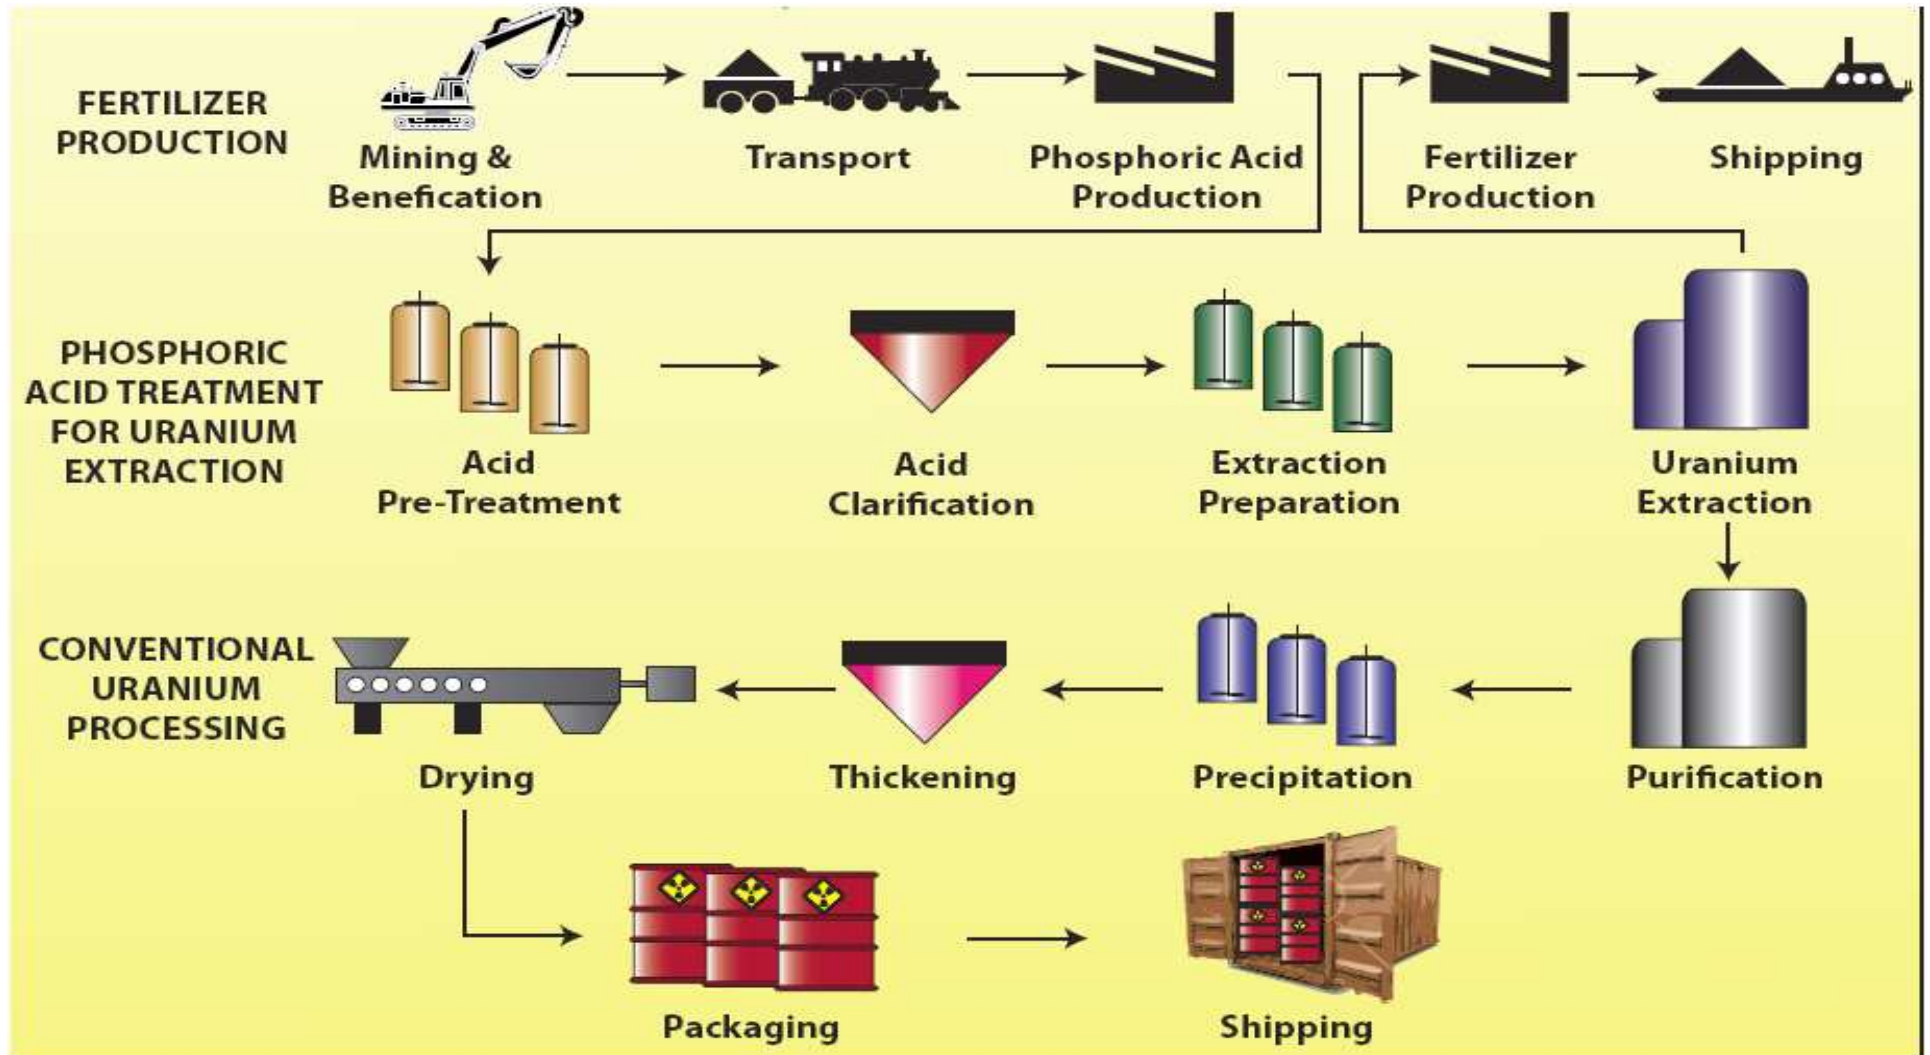 FERTILIZER
PRODUCTION
Mining &
Benefication
Transport
Phosphoric Acid
Production
Fertilizer
Production
Shipping
PHOSPHORIC
ACID TREATMENT
FOR URANIUM
EXTRACTION
Acid
Pre-Treatment
Acid
Clarification
Extraction
Preparation
Uranium
Extraction
CONVENTIONAL
URANIUM
PROCESSING
Drying
Thickening
Precipitation
Purification
Packaging
Shipping